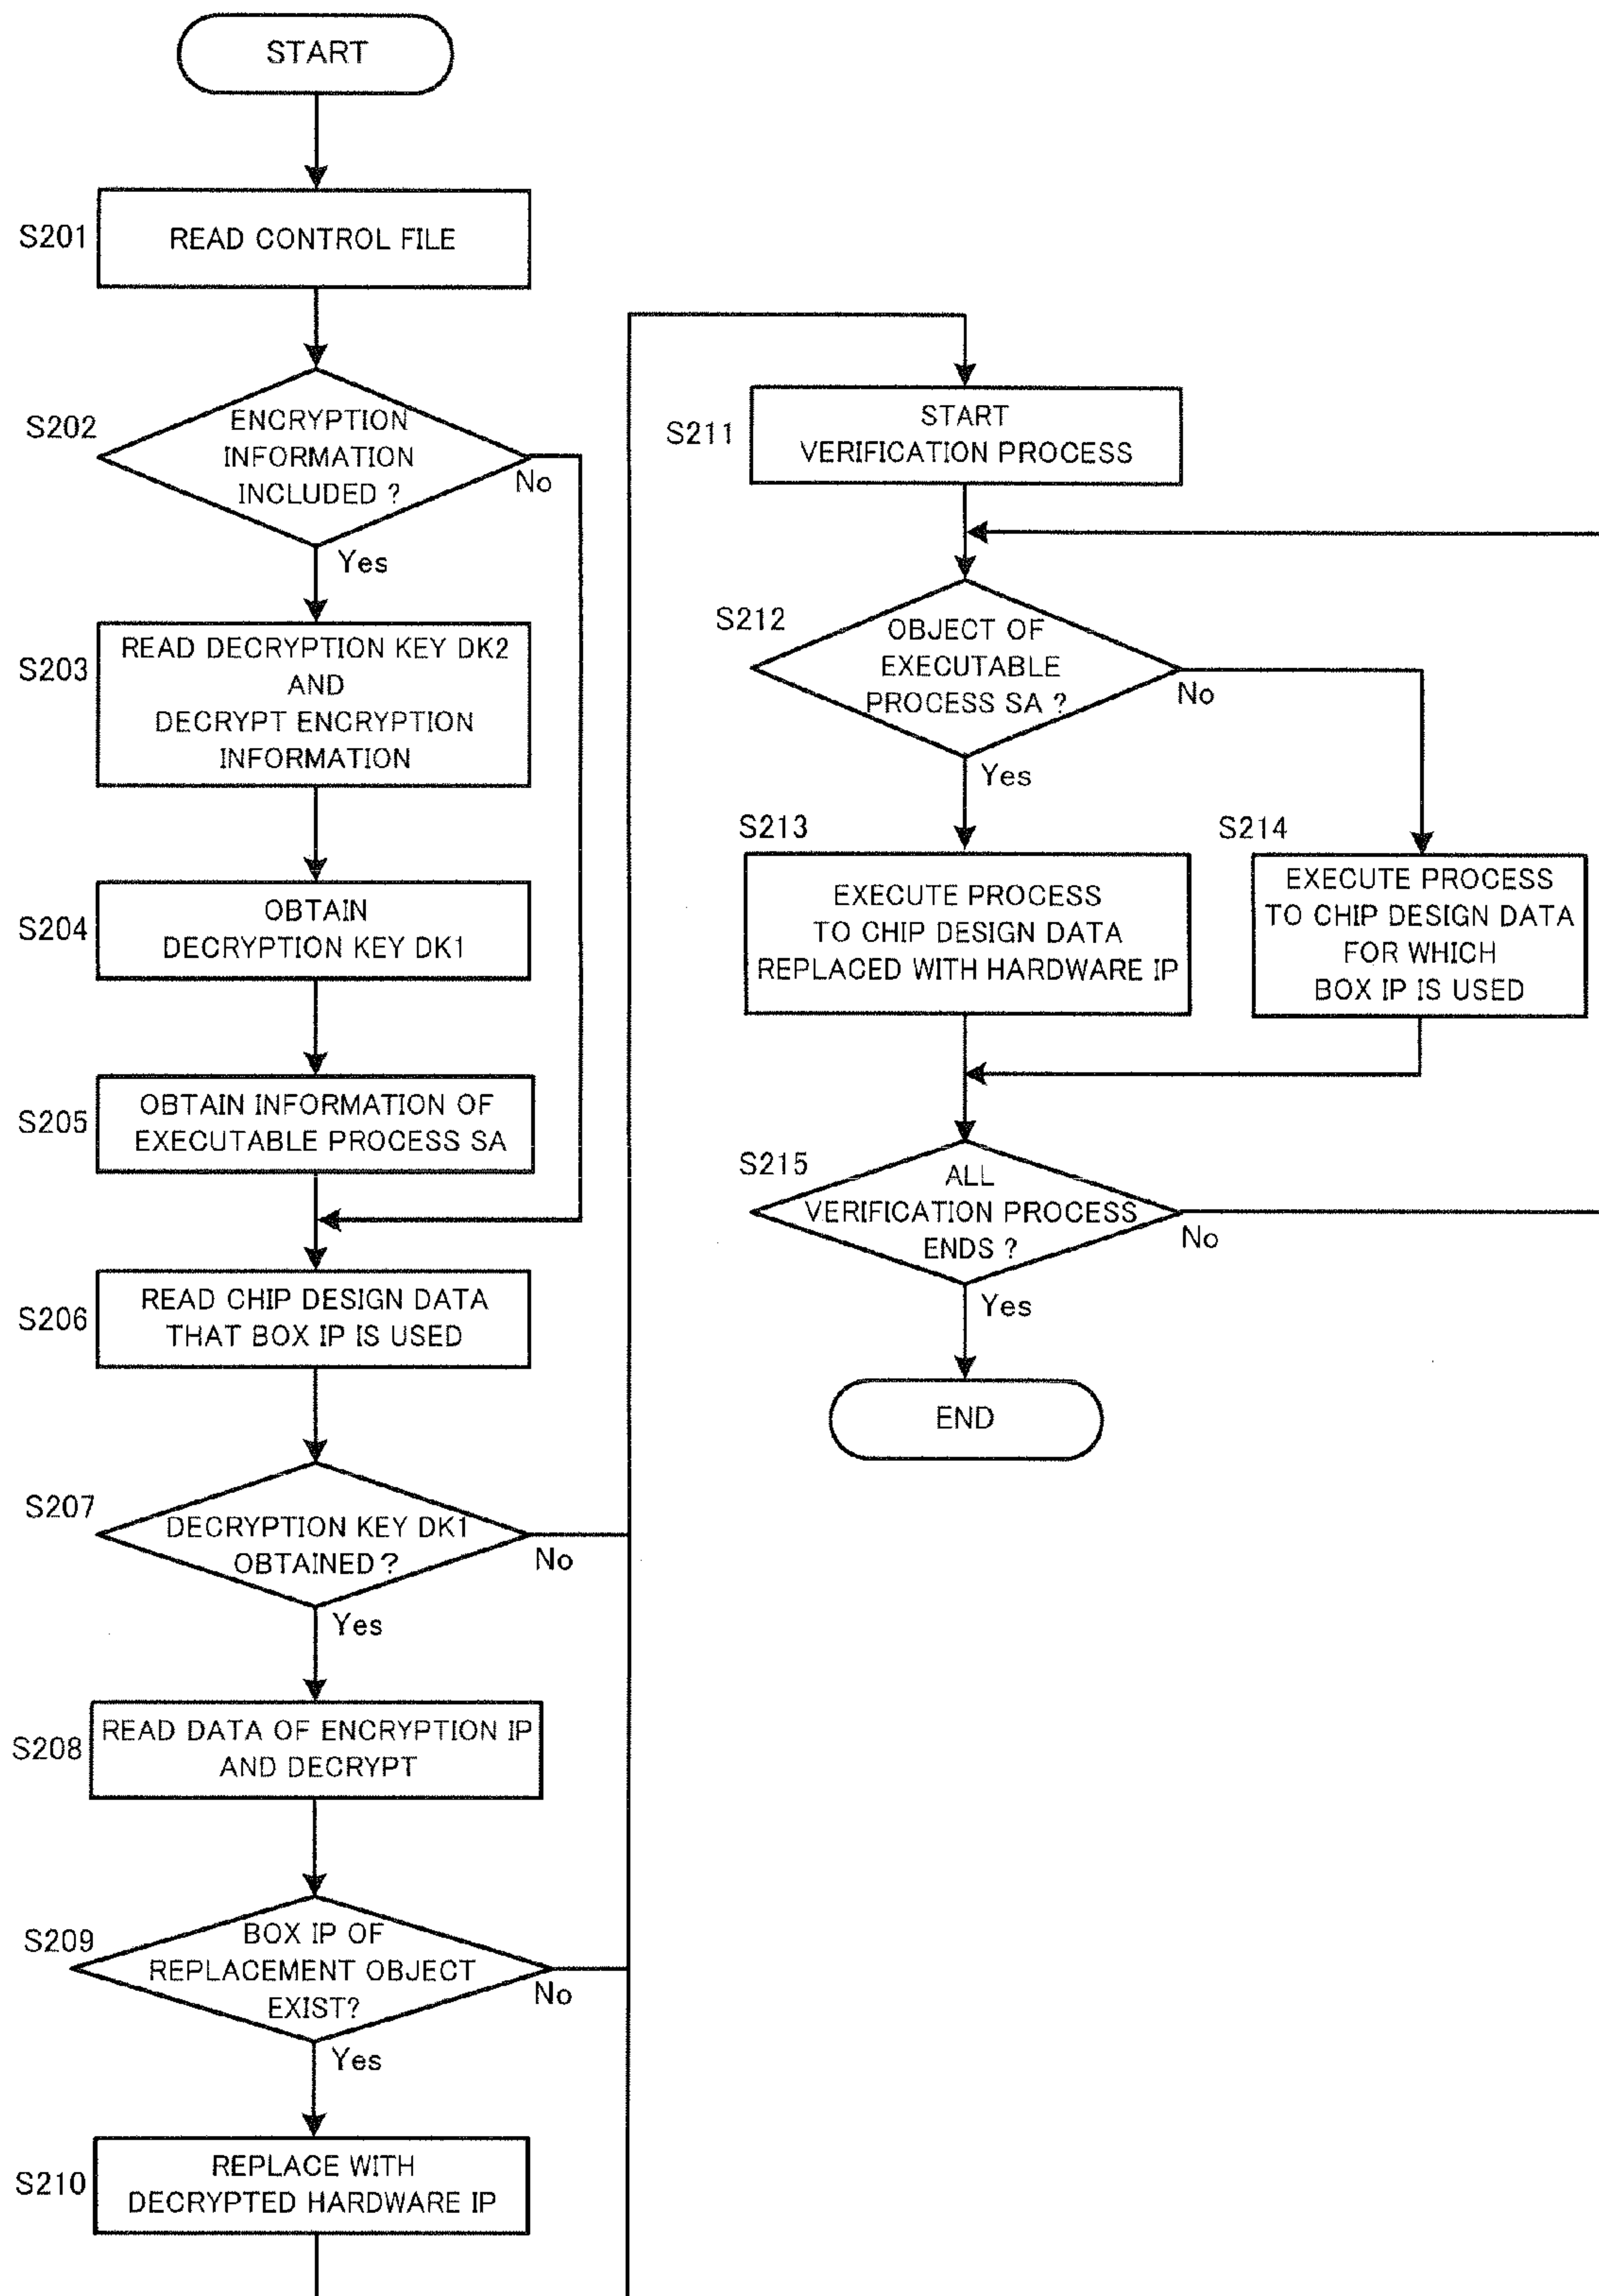 START
S201
READ CONTROL FILE
S202
ENCRYPTION
INFORMATION
INCLUDED ?
No
Yes
S203
READ DECRYPTION KEY DK2
AND
DECRYPT ENCRYPTION
INFORMATION
S204
OBTAIN
DECRYPTION KEY DK1
S205
OBTAIN INFORMATION OF
EXECUTABLE PROCESS SA
S206
READ CHIP DESIGN DATA
THAT BOX IP IS USED
S207
DECRYPTION KEY DK1
OBTAINED ?
No
Yes
S208
READ DATA OF ENCRYPTION IP
AND DECRYPT
S209
BOX IP OF
REPLACEMENT OBJECT
EXIST?
No
Yes
S210
REPLACE WITH
DECRYPTED HARDWARE IP
S211
START
VERIFICATION PROCESS
S212
OBJECT OF
EXECUTABLE
PROCESS SA ?
No
Yes
S213
EXECUTE PROCESS
TO CHIP DESIGN DATA
REPLACED WITH HARDWARE IP
S214
EXECUTE PROCESS
TO CHIP DESIGN DATA
FOR WHICH
BOX IP IS USED
S215
ALL
VERIFICATION PROCESS
ENDS ?
No
Yes
END